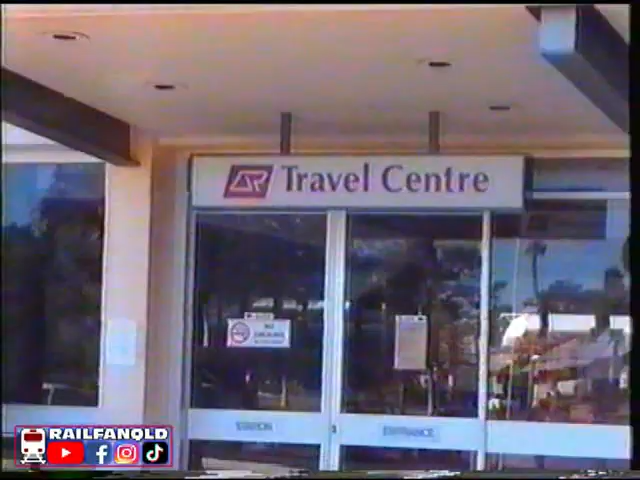 QR Travel Centre
NO SMOKING
STATION ENTRANCE
RAILFANQLD